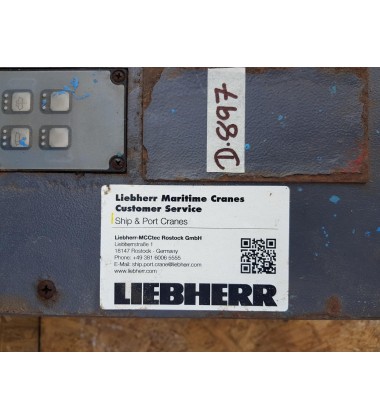 D.897
Liebherr Maritime Cranes
Customer Service
Ship & Port Cranes
Liebherr-MCCtec Rostock GmbH
Liebherrstraße 1
18147 Rostock - Germany
Phone: +49 381 6006 5555
E-Mail: ship.port.crane@liebherr.com
www.liebherr.com
LIEBHERR